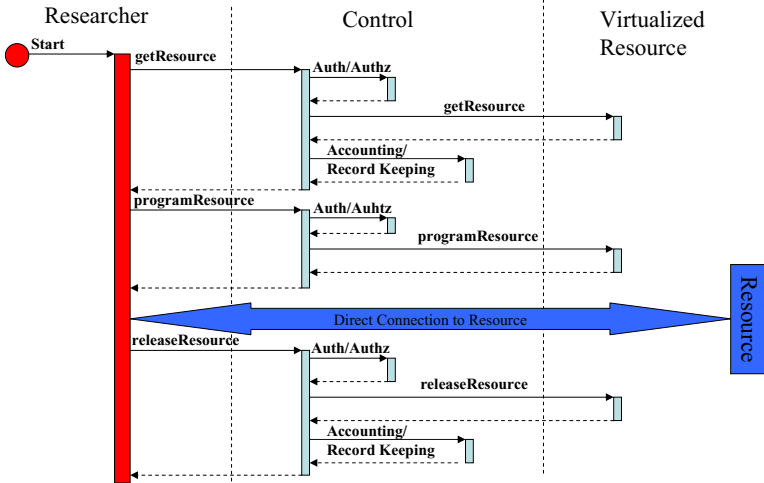 Researcher
Control
Virtualized
Resource
Start
getResource
Auth/Authz
getResource
Accounting/
Record Keeping
programResource
Auth/Auhtz
programResource
Resource
Direct Connection to Resource
releaseResource
Auth/Authz
releaseResource
Accounting/
Record Keeping